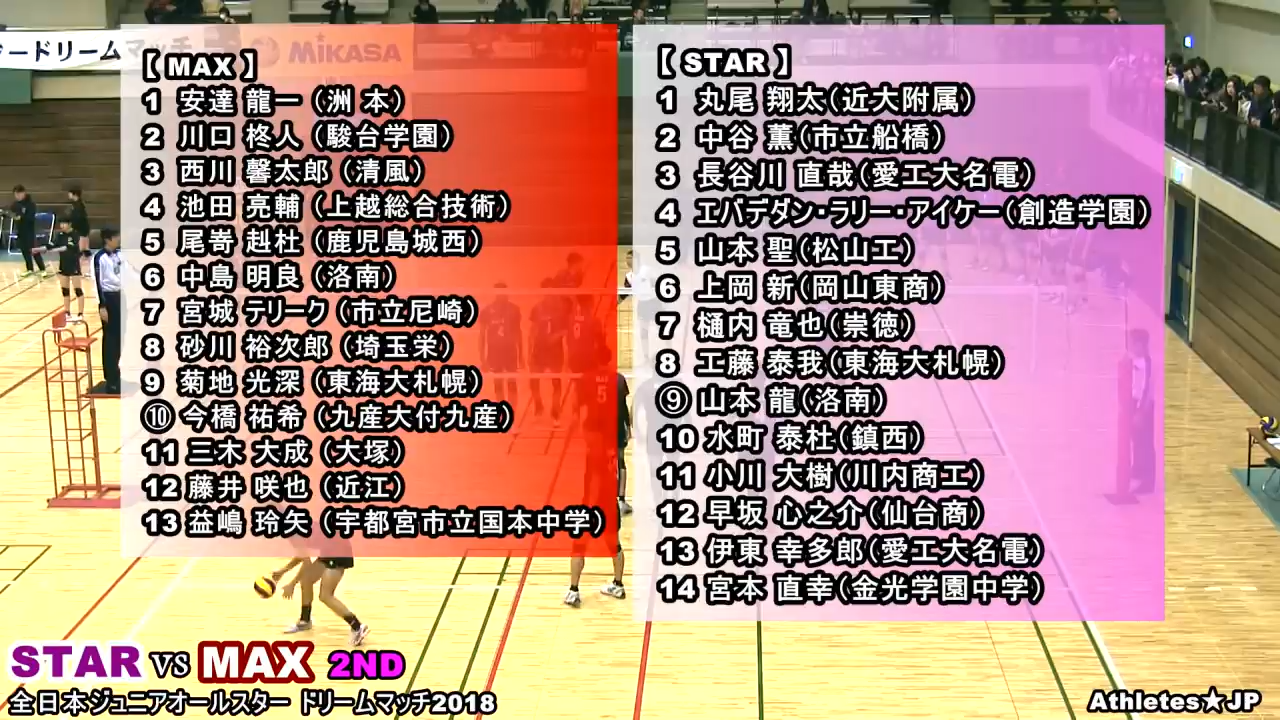 ードリームマッチ
MIKASA
【 MAX 】
1 安達 龍一 （洲 本）
2 川口 柊人 （駿台学園）
3 西川 馨太郎 （清風）
4 池田 亮輔 （上越総合技術）
5 尾嵜 赳杜 （鹿児島城西）
6 中島 明良 （洛南）
7 宮城 テリーク （市立尼崎）
8 砂川 裕次郎 （埼玉栄）
9 菊地 光深 （東海大札幌）
⑩ 今橋 祐希 （九産大付九産）
11 三木 大成 （大塚）
12 藤井 咲也 （近江）
13 益嶋 玲矢 （宇都宮市立国本中学）
【 STAR 】
1 丸尾 翔太（近大附属）
2 中谷 薫（市立船橋）
3 長谷川 直哉（愛工大名電）
4 エバデダン・ラリー・アイケー（創造学園）
5 山本 聖（松山工）
6 上岡 新（岡山東商）
7 樋内 竜也（崇徳）
8 工藤 泰我（東海大札幌）
⑨ 山本 龍（洛南）
10 水町 泰杜（鎮西）
11 小川 大樹（川内商工）
12 早坂 心之介（仙台商）
13 伊東 幸多郎（愛工大名電）
14 宮本 直幸（金光学園中学）
STAR VS MAX 2ND
全日本ジュニアオールスター ドリームマッチ2018
Athletes★JP